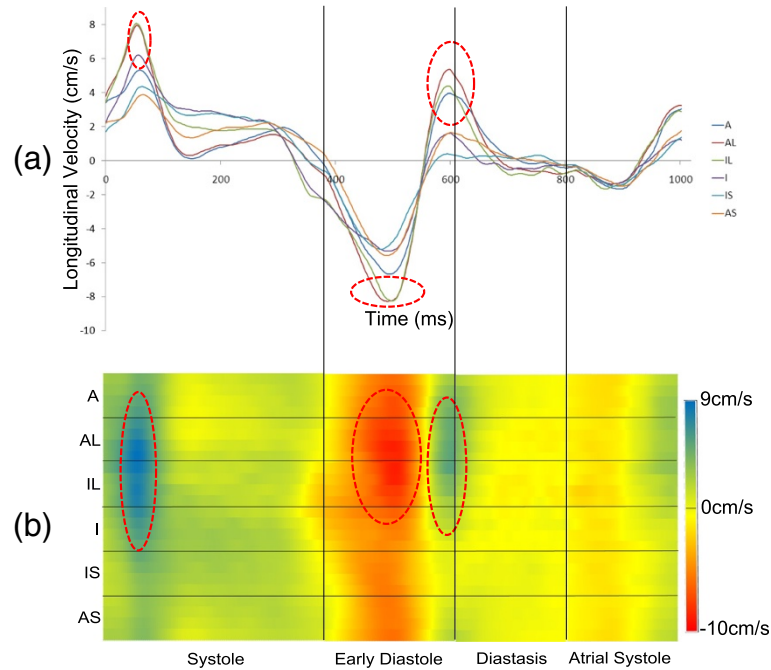 (a)
Longitudinal Velocity (cm/s)
8
6
4
2
0
-2
-4
-6
-8
-10
0
200
400
600
800
1000
Time (ms)
A
AL
IL
I
IS
AS
(b)
A
AL
IL
I
IS
AS
9cm/s
0cm/s
-10cm/s
Systole
Early Diastole
Diastasis
Atrial Systole